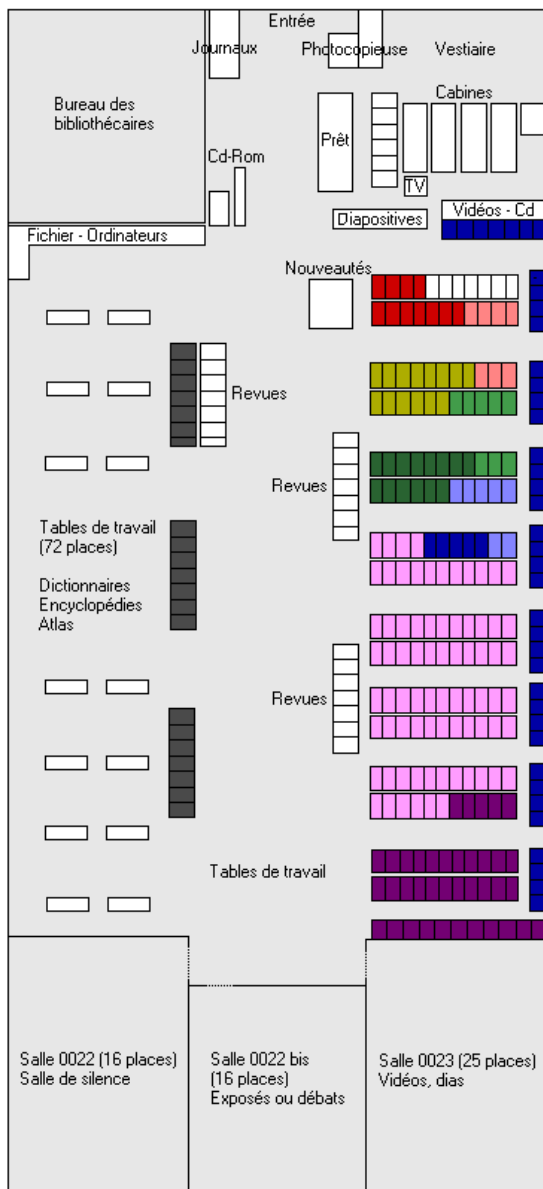 Entrée
Journaux
Photocopieuse
Vestiaire
Bureau des
bibliothécaires
Cabines
Prêt
Cd-Rom
TV
Diapositives
Vidéos - Cd
Fichier - Ordinateurs
Nouveautés
Revues
Revues
Tables de travail
(72 places)
Dictionnaires
Encyclopédies
Atlas
Revues
Tables de travail
Salle 0022 (16 places)
Salle de silence
Salle 0022 bis
(16 places)
Exposés ou débats
Salle 0023 (25 places)
Vidéos, dias